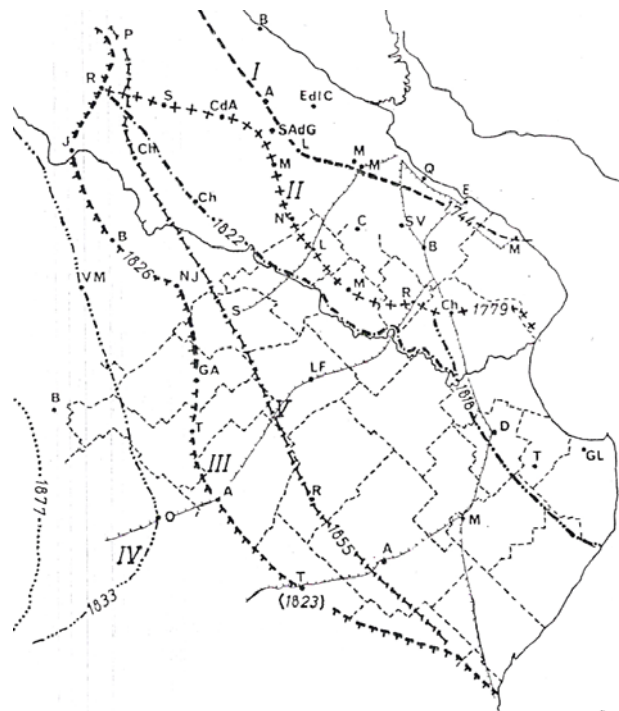 B
P
I
R
S
CdA
A
EdlC
SAdG
L
J
Ch
M
M
M
II
Q
E
Ch
1822
N
L
C
SV
B
1744
M
B
1826
VM
NJ
S
M
R
Ch
1779
GA
LF
B
1818
T
V
D
T
GL
III
1877
A
R
O
M
IV
1855
A
1833
T
(1823)